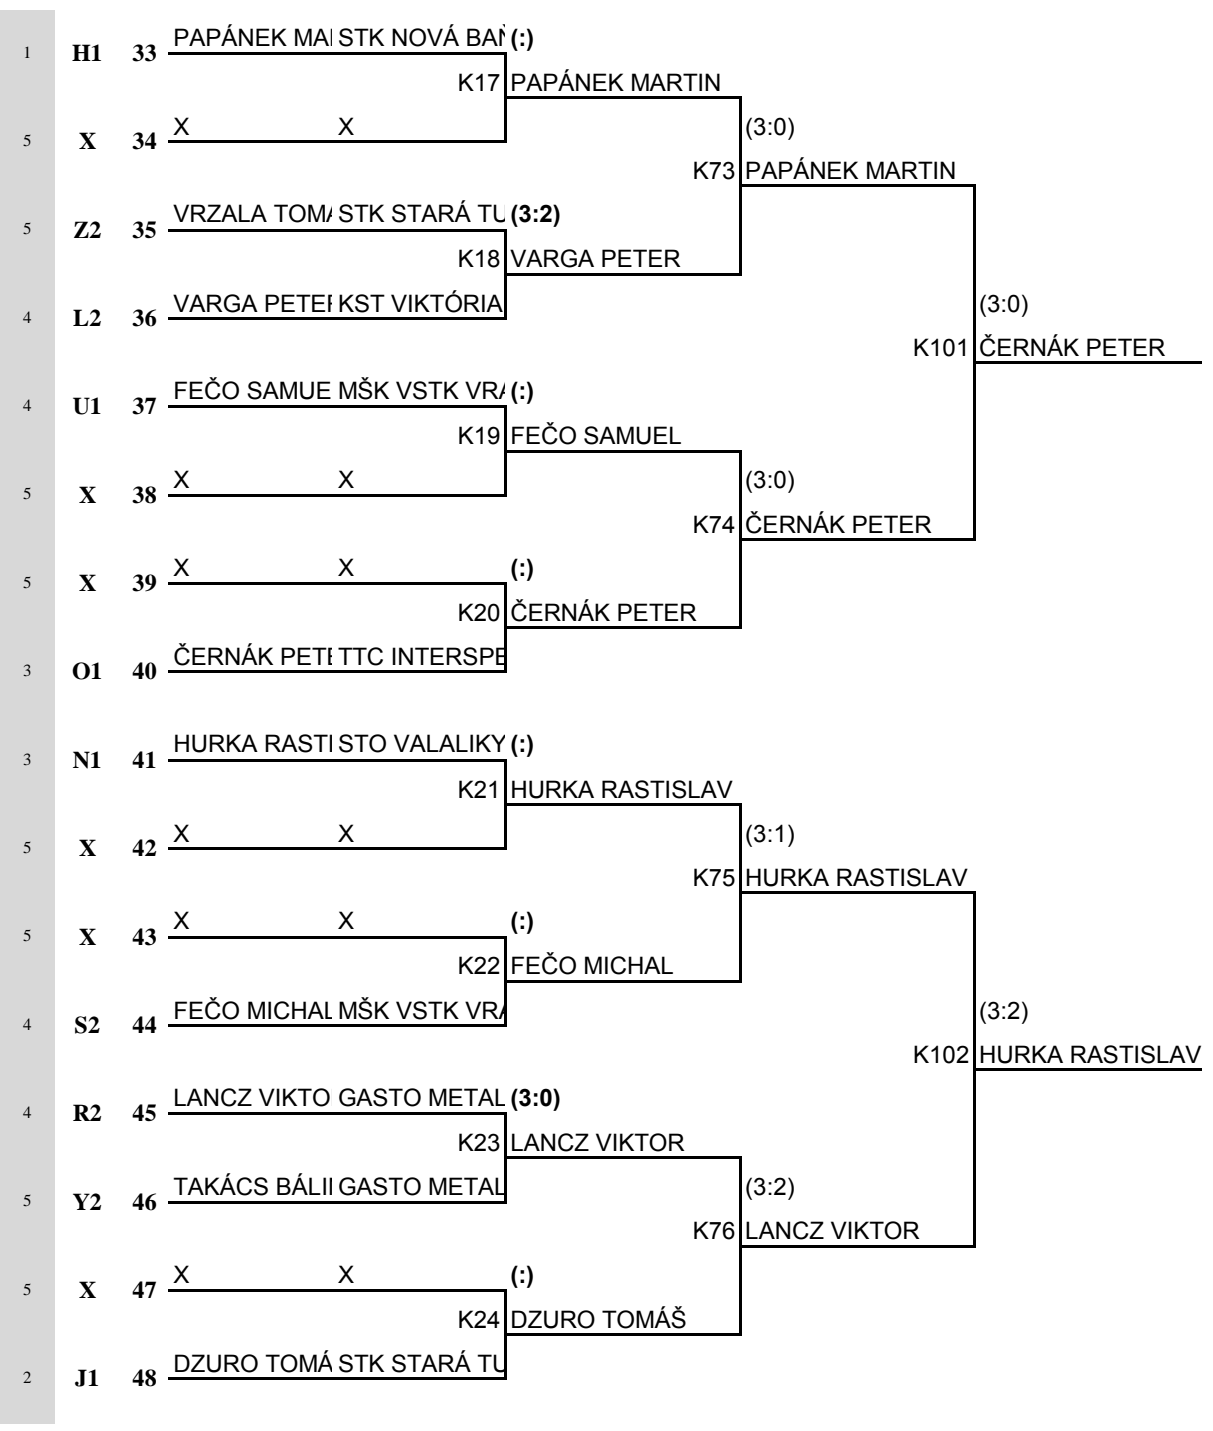 1 H1 33 PAPÁNEK MA STK NOVÁ BAŇ (:)
K17 PAPÁNEK MARTIN
5 X 34 X X (3:0)
K73 PAPÁNEK MARTIN
5 Z2 35 VRZALA TOMÁ STK STARÁ TU (3:2)
K18 VARGA PETER
4 L2 36 VARGA PETER KST VIKTÓRIA (3:0)
K101 ČERNÁK PETER
4 U1 37 FEČO SAMUE MŠK VSTK VRA (:)
K19 FEČO SAMUEL
5 X 38 X X (3:0)
K74 ČERNÁK PETER
5 X 39 X X (:)
K20 ČERNÁK PETER
3 O1 40 ČERNÁK PETE TTC INTERSPE
3 N1 41 HURKA RASTI STO VALALIKY (:)
K21 HURKA RASTISLAV
5 X 42 X X (3:1)
K75 HURKA RASTISLAV
5 X 43 X X (:)
K22 FEČO MICHAL
4 S2 44 FEČO MICHAL MŠK VSTK VRA (3:2)
K102 HURKA RASTISLAV
4 R2 45 LANCZ VIKTO GASTO METAL (3:0)
K23 LANCZ VIKTOR
5 Y2 46 TAKÁCS BÁLI GASTO METAL (3:2)
K76 LANCZ VIKTOR
5 X 47 X X (:)
K24 DZURO TOMÁŠ
2 J1 48 DZURO TOMÁ STK STARÁ TU